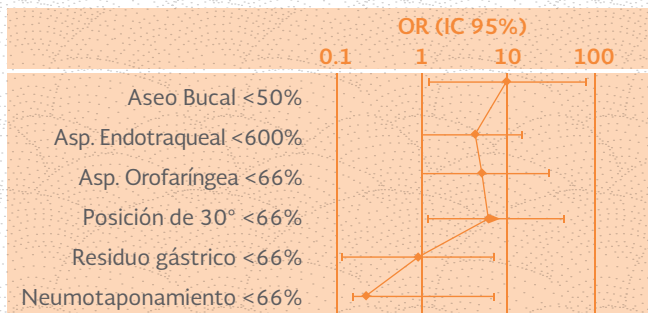 OR (IC 95%)
0.1 1 10 100
Aseo Bucal <50%
Asp. Endotraqueal <600%
Asp. Orofaríngea <66%
Posición de 30° <66%
Residuo gástrico <66%
Neumotaponamiento <66%